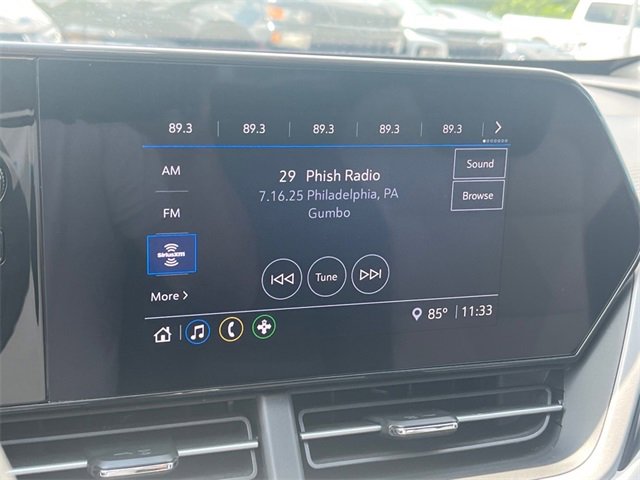 89.3 89.3 89.3 89.3 89.3
AM
29 Phish Radio
Sound
7.16.25 Philadelphia, PA
Browse
FM
Gumbo
SiriusXM
Tune
More
85° 11:33